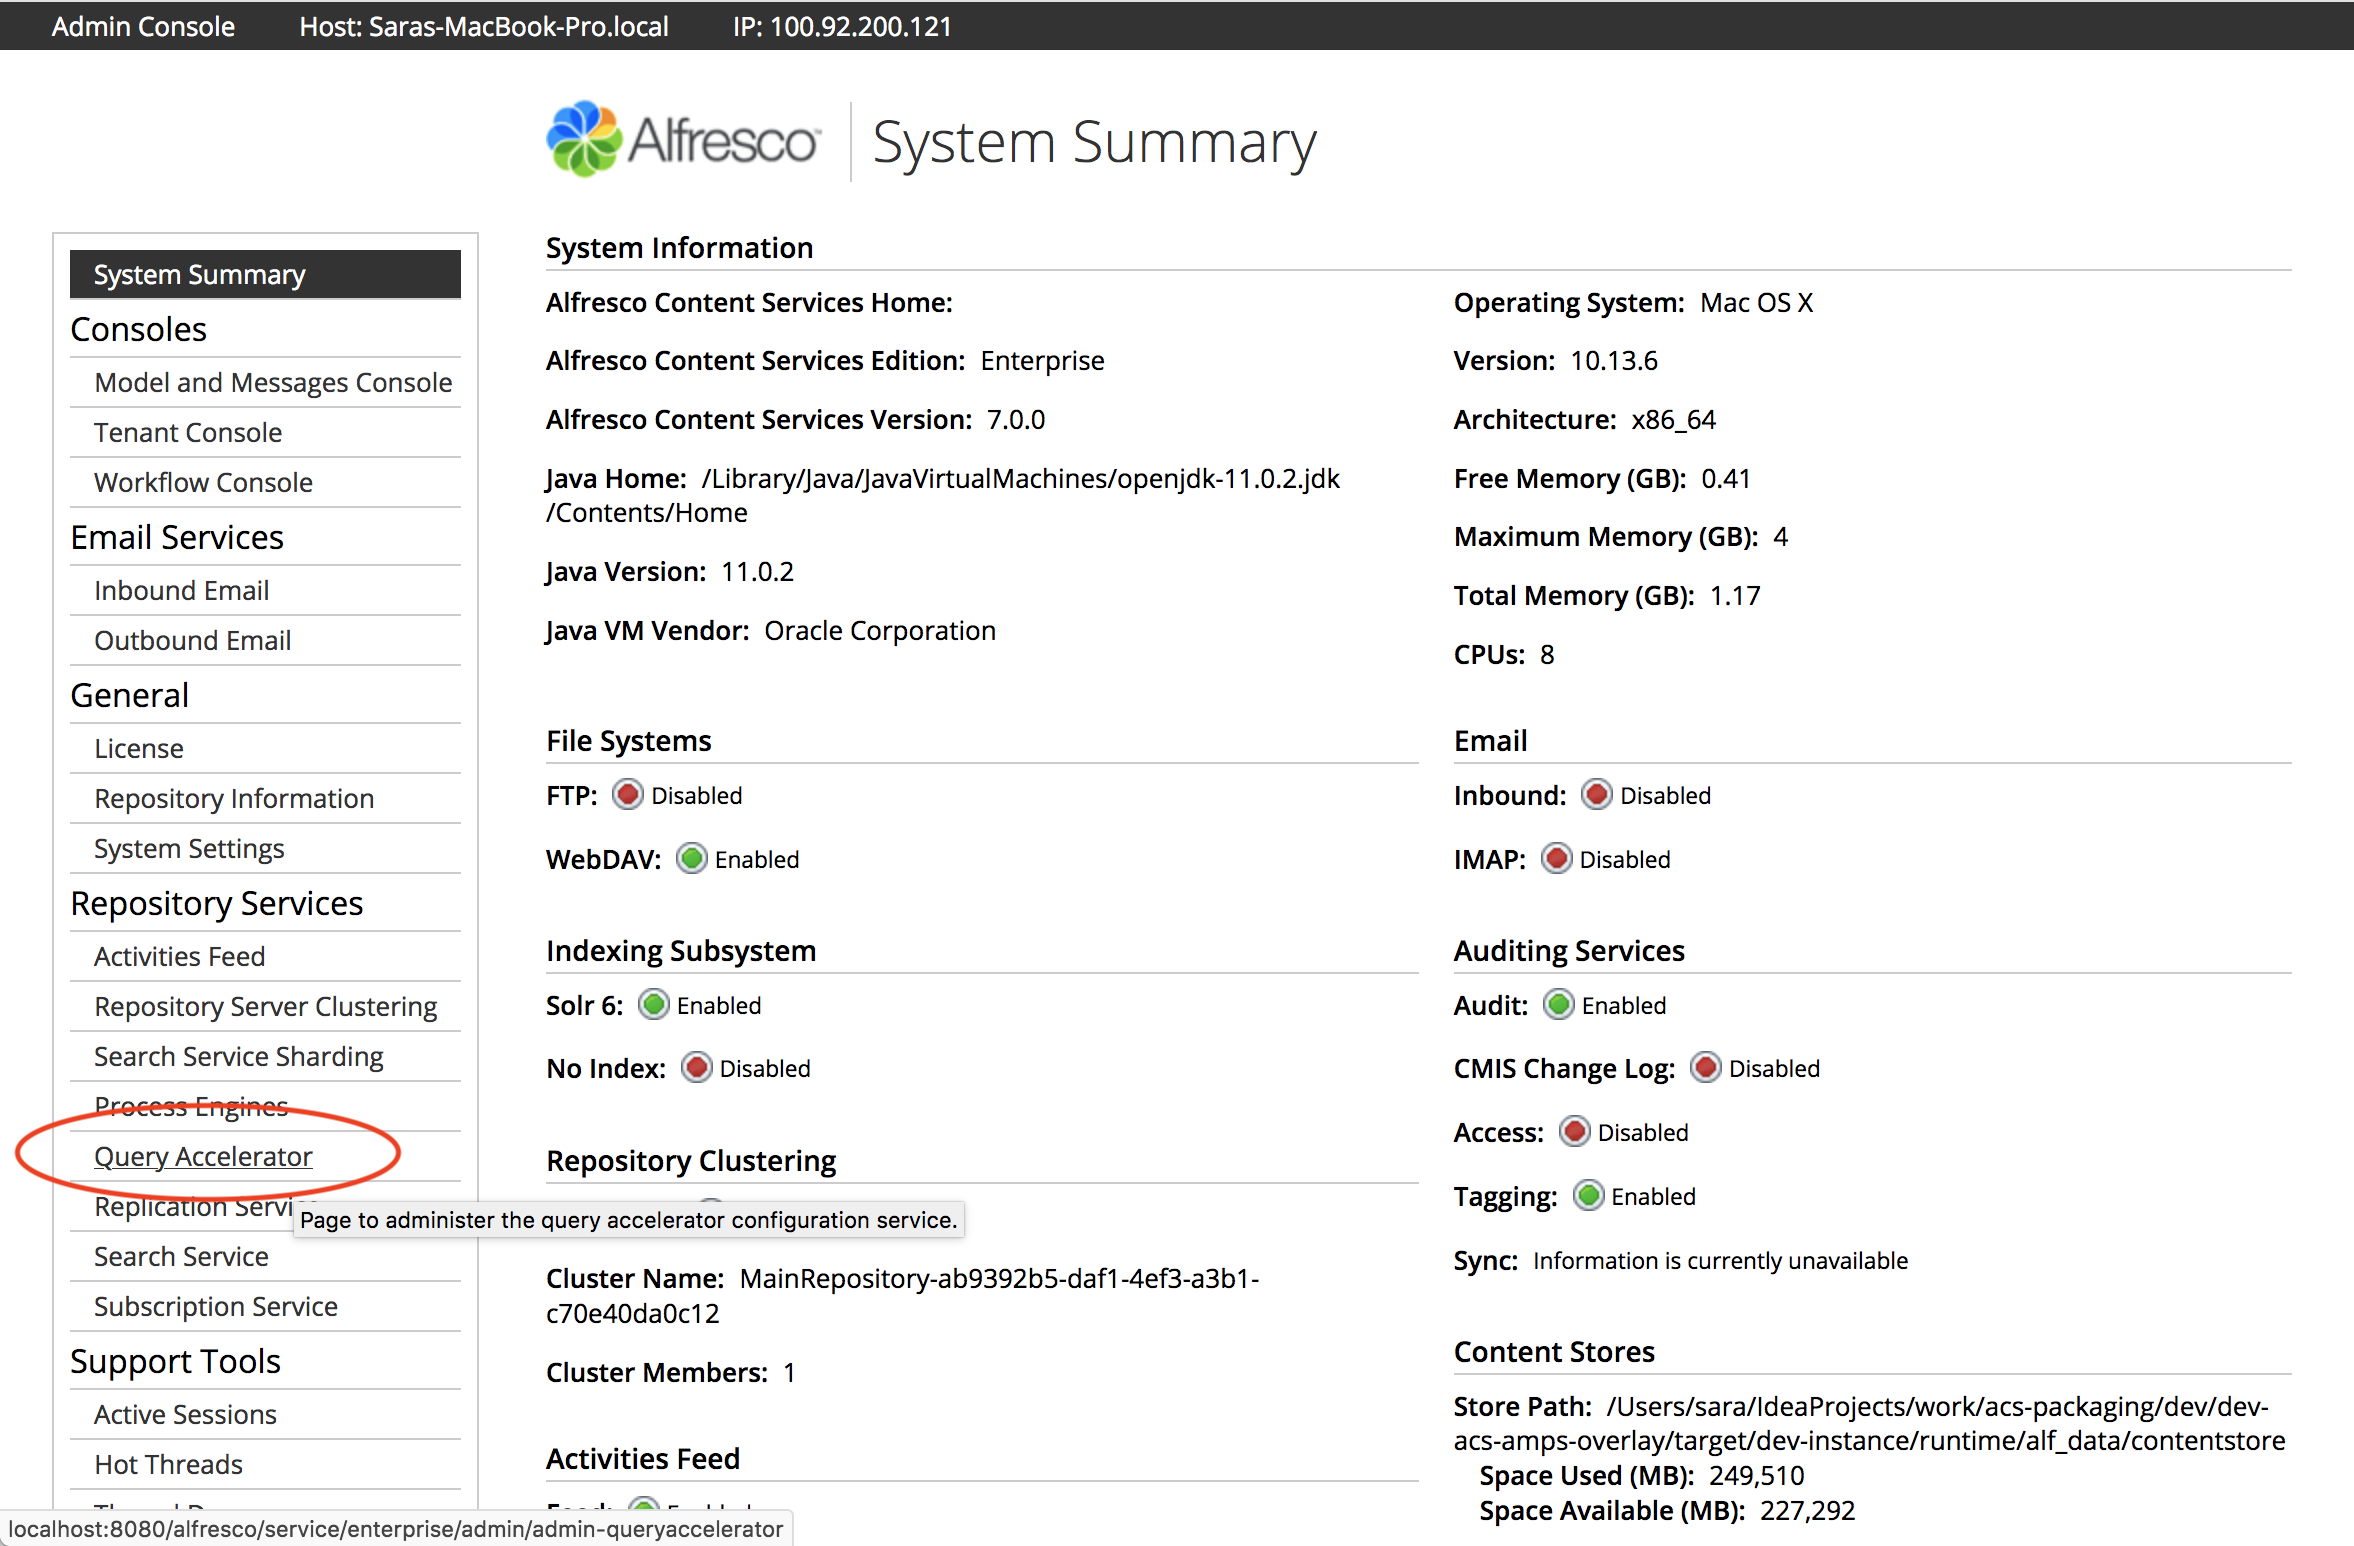 Admin Console Host: Saras-MacBook-Pro.local IP: 100.92.200.121
Alfresco System Summary
System Summary
Consoles
Model and Messages Console
Tenant Console
Workflow Console
Email Services
Inbound Email
Outbound Email
General
License
Repository Information
System Settings
Repository Services
Activities Feed
Repository Server Clustering
Search Service Sharding
Process Engines
Query Accelerator
Replication
Page to administer the query accelerator configuration service.
Search Service
Subscription Service
Support Tools
Active Sessions
Hot Threads
localhost:8080/alfresco/service/enterprise/admin/admin-queryaccelerator
System Information
Alfresco Content Services Home:
Alfresco Content Services Edition: Enterprise
Alfresco Content Services Version: 7.0.0
Java Home: /Library/Java/JavaVirtualMachines/openjdk-11.0.2.jdk
/Contents/Home
Java Version: 11.0.2
Java VM Vendor: Oracle Corporation
Operating System: Mac OS X
Version: 10.13.6
Architecture: x86_64
Free Memory (GB): 0.41
Maximum Memory (GB): 4
Total Memory (GB): 1.17
CPUs: 8
File Systems
FTP: Disabled
WebDAV: Enabled
Email
Inbound: Disabled
IMAP: Disabled
Indexing Subsystem
Solr 6: Enabled
No Index: Disabled
Auditing Services
Audit: Enabled
CMIS Change Log: Disabled
Access: Disabled
Tagging: Enabled
Sync: Information is currently unavailable
Repository Clustering
Cluster Name: MainRepository-ab9392b5-daf1-4ef3-a3b1-
c70e40da0c12
Cluster Members: 1
Activities Feed
Content Stores
Store Path: /Users/sara/IdeaProjects/work/acs-packaging/dev/dev-
acs-amps-overlay/target/dev-instance/runtime/alf_data/contentstore
Space Used (MB): 249,510
Space Available (MB): 227,292